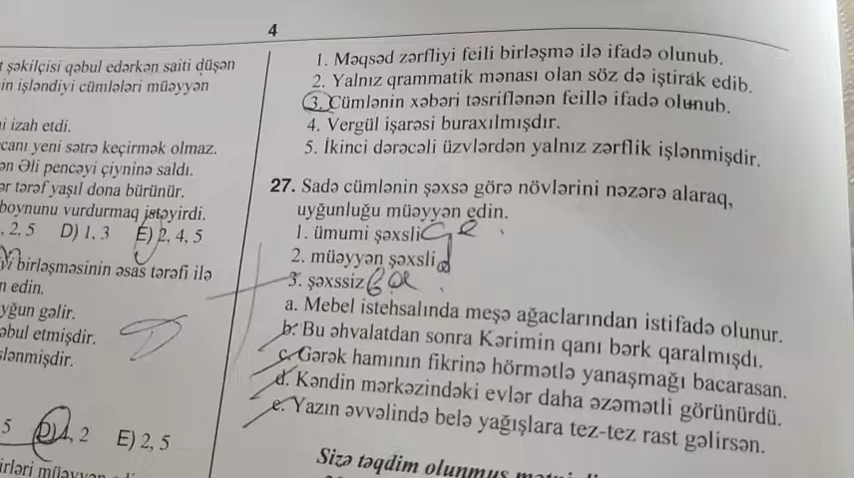 4
şəkilçisi qəbul edərkən saiti düşən
in işləndiyi cümlələri müəyyən
i izah etdi.
canı yeni sətrə keçirmək olmaz.
ən Əli pencəyi çiyninə saldı.
ər tərəf yaşıl dona bürünür.
boynunu vurdurmaq istəyirdi.
, 2, 5 D) 1, 3 E) 2, 4, 5
birləşməsinin əsas tərəfi ilə
n edin.
yğun gəlir.
əbul etmişdir.
şlənmişdir.
5 D) 1, 2 E) 2, 5
1. Məqsəd zərfliyi feili birləşmə ilə ifadə olunub.
2. Yalnız qrammatik mənası olan söz də iştirak edib.
3. Cümlənin xəbəri təsriflənən feillə ifadə olunub.
4. Vergül işarəsi buraxılmışdır.
5. İkinci dərəcəli üzvlərdən yalnız zərflik işlənmişdir.
27. Sadə cümlənin şəxsə görə növlərini nəzərə alaraq,
uyğunluğu müəyyən edin.
1. ümumi şəxsli c e
2. müəyyən şəxsli d
3. şəxssiz
a. Mebel istehsalında meşə ağaclarından istifadə olunur.
b. Bu əhvalatdan sonra Kərimin qanı bərk qaralmışdı.
c. Gərək hamının fikrinə hörmətlə yanaşmağı bacarasan.
d. Kəndin mərkəzindəki evlər daha əzəmətli görünürdü.
e. Yazın əvvəlində belə yağışlara tez-tez rast gəlirsən.
Sizə təqdim olunmuş